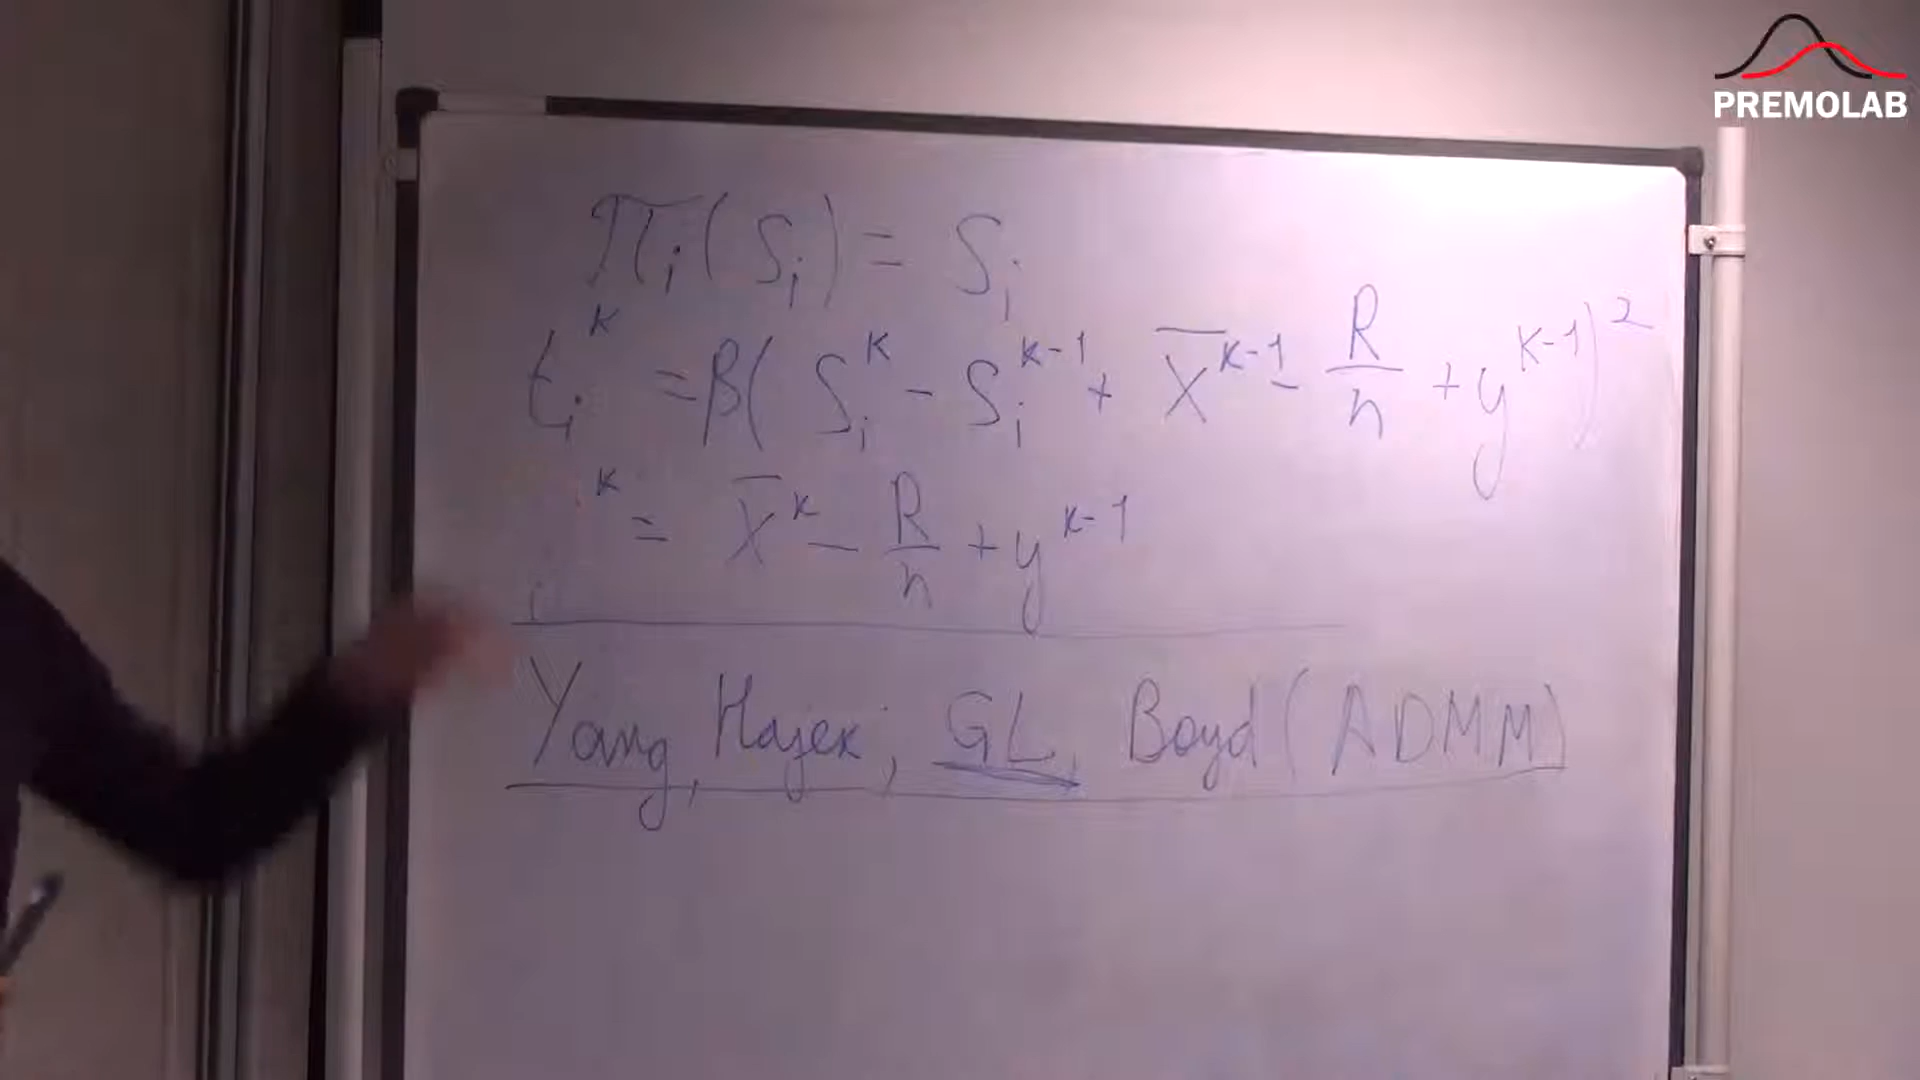 PREMOLAB
π_i(S_i) = S_i
t_i^k = β(S_i^k - S_i^{k-1} + X̄^{k-1} - R/n + y^{k-1})^2
^k = X̄^k - R/n + y^{k-1}
Yang, Hajek, GL, Boyd (ADMM)